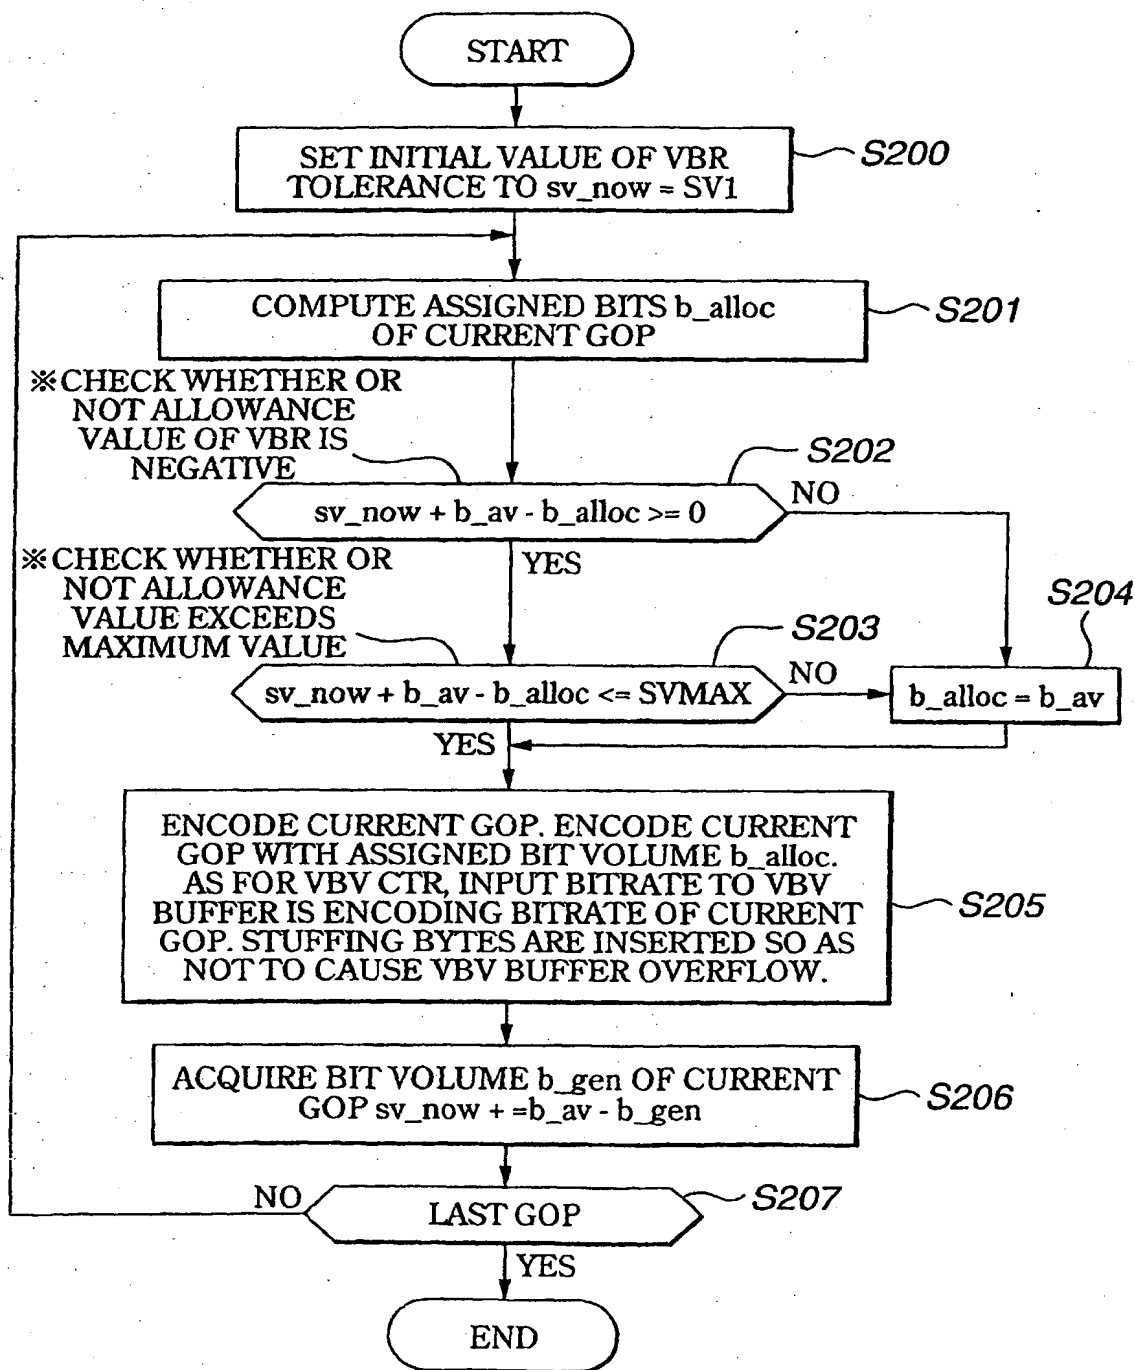 START
SET INITIAL VALUE OF VBR
TOLERANCE TO sv_now = SV1
S200
COMPUTE ASSIGNED BITS b_alloc
OF CURRENT GOP
S201
※CHECK WHETHER OR
NOT ALLOWANCE
VALUE OF VBR IS
NEGATIVE
S202
sv_now + b_av - b_alloc >= 0
NO
YES
※CHECK WHETHER OR
NOT ALLOWANCE
VALUE EXCEEDS
MAXIMUM VALUE
S203
sv_now + b_av - b_alloc <= SVMAX
NO
S204
b_alloc = b_av
YES
ENCODE CURRENT GOP. ENCODE CURRENT
GOP WITH ASSIGNED BIT VOLUME b_alloc.
AS FOR VBV CTR, INPUT BITRATE TO VBV
BUFFER IS ENCODING BITRATE OF CURRENT
GOP. STUFFING BYTES ARE INSERTED SO AS
NOT TO CAUSE VBV BUFFER OVERFLOW.
S205
ACQUIRE BIT VOLUME b_gen OF CURRENT
GOP sv_now + =b_av - b_gen
S206
NO
LAST GOP
S207
YES
END